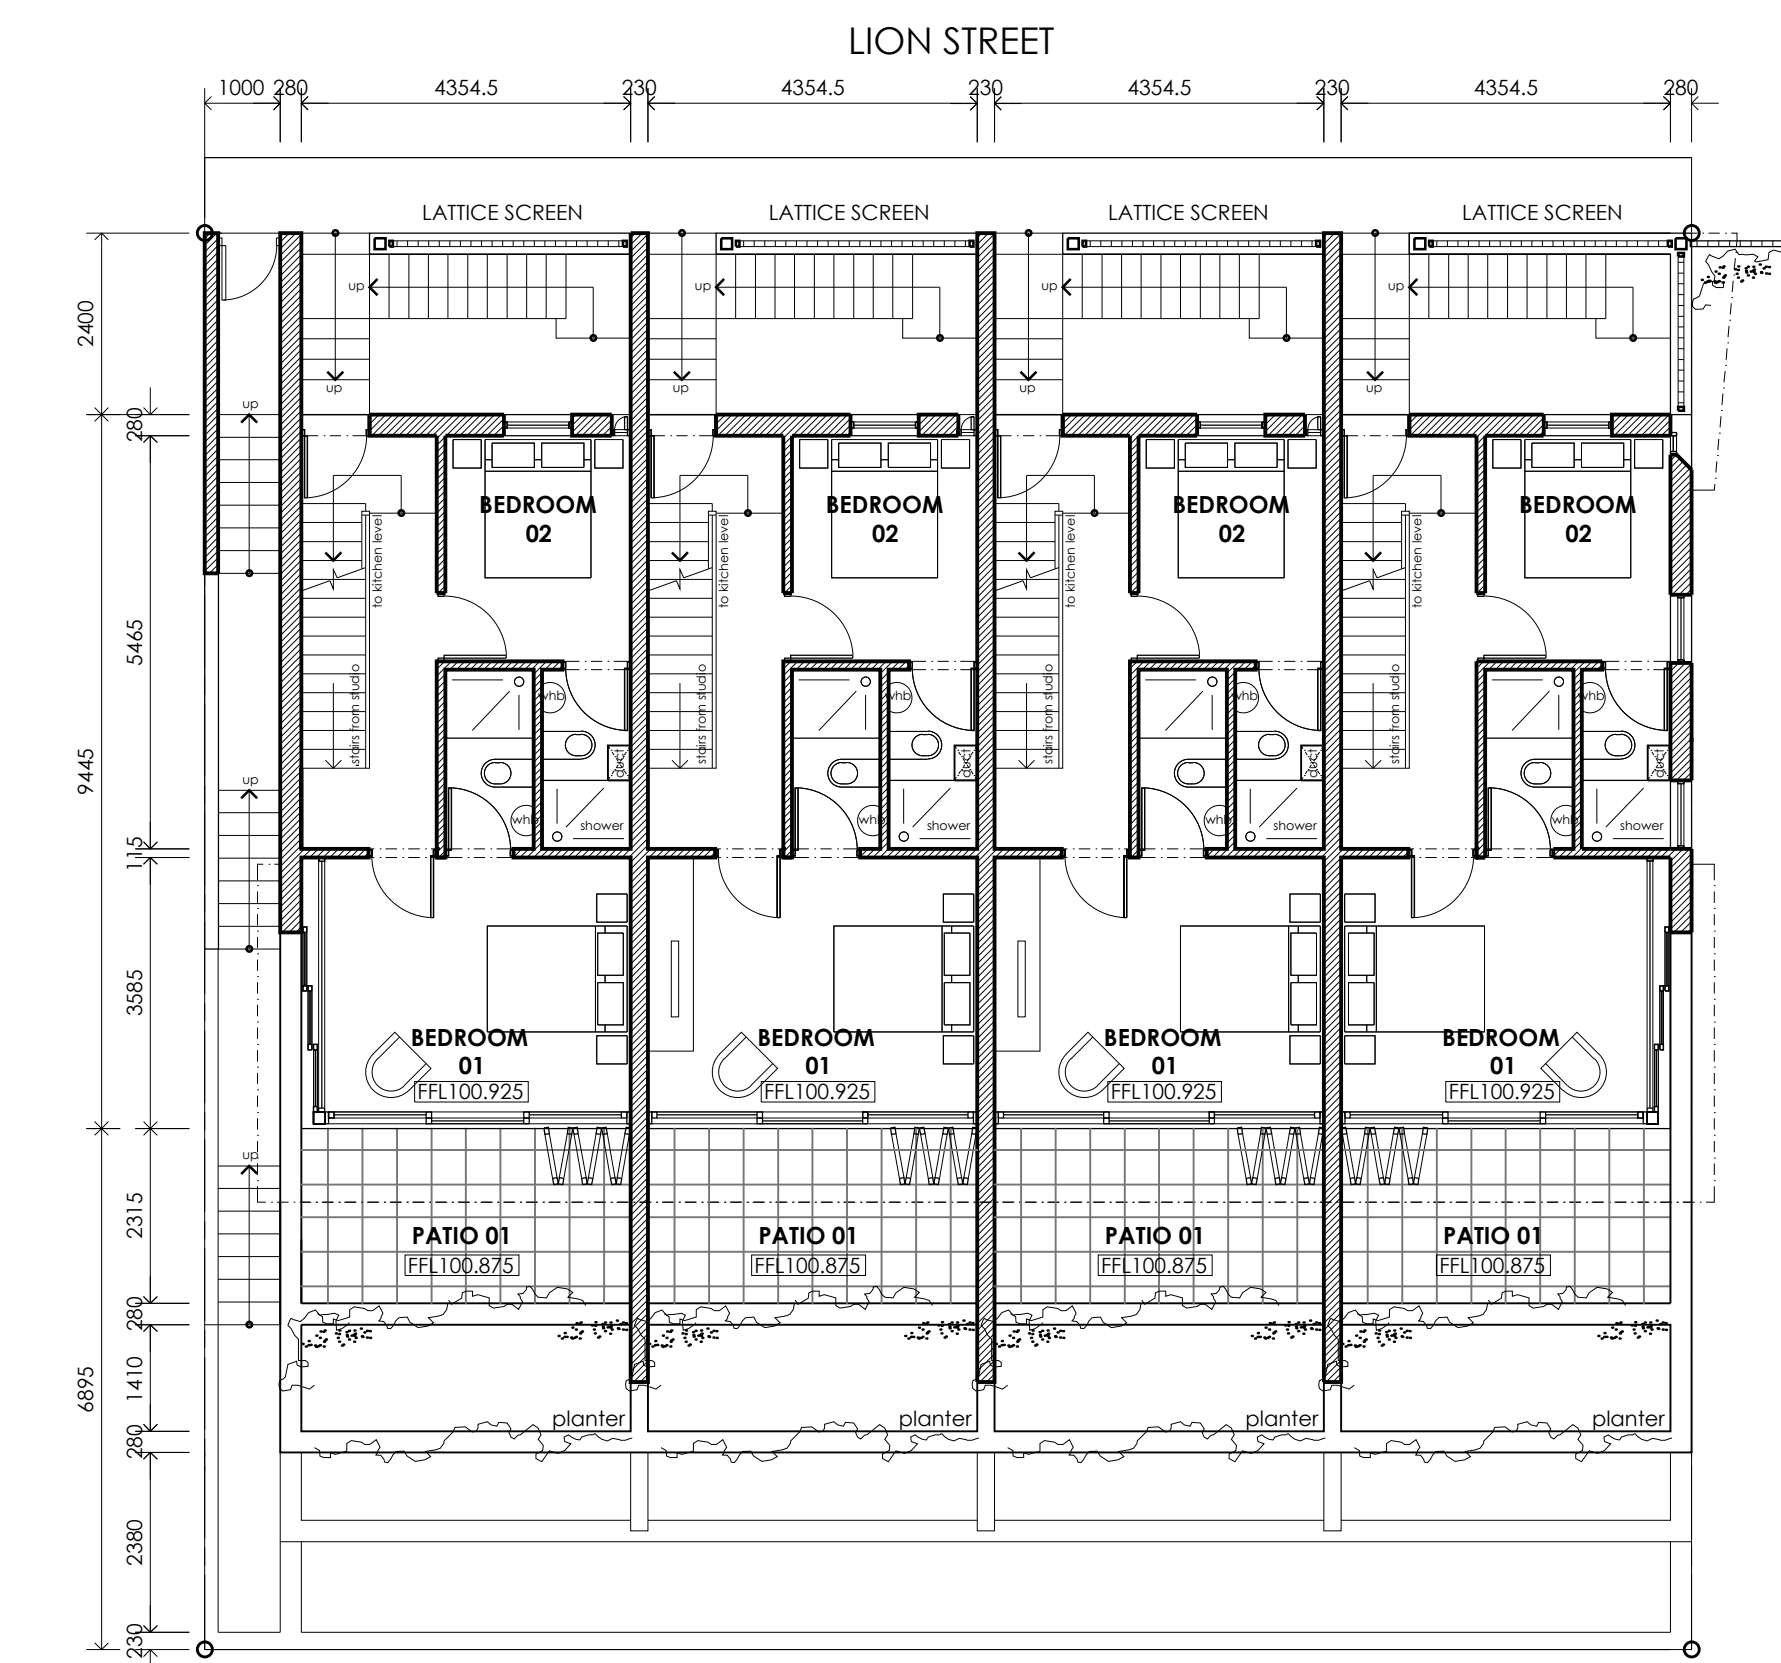 LION STREET
1000 280 4354.5 230 4354.5 230 4354.5 230 4354.5 280
LATTICE SCREEN LATTICE SCREEN LATTICE SCREEN LATTICE SCREEN
up up up up
2400
up up up up
up
280
BEDROOM BEDROOM BEDROOM BEDROOM
02 02 02 02
to kitchen level to kitchen level to kitchen level to kitchen level
5465
stairs from studio stairs from studio stairs from studio stairs from studio
whb whb whb whb
duct duct duct duct
9445
up
whb shower whb shower whb shower whb shower
115
3585
BEDROOM BEDROOM BEDROOM BEDROOM
01 01 01 01
FFL100.925 FFL100.925 FFL100.925 FFL100.925
up
2315
PATIO 01 PATIO 01 PATIO 01 PATIO 01
FFL100.875 FFL100.875 FFL100.875 FFL100.875
280
1410
6895
planter planter planter planter
280
2380
230